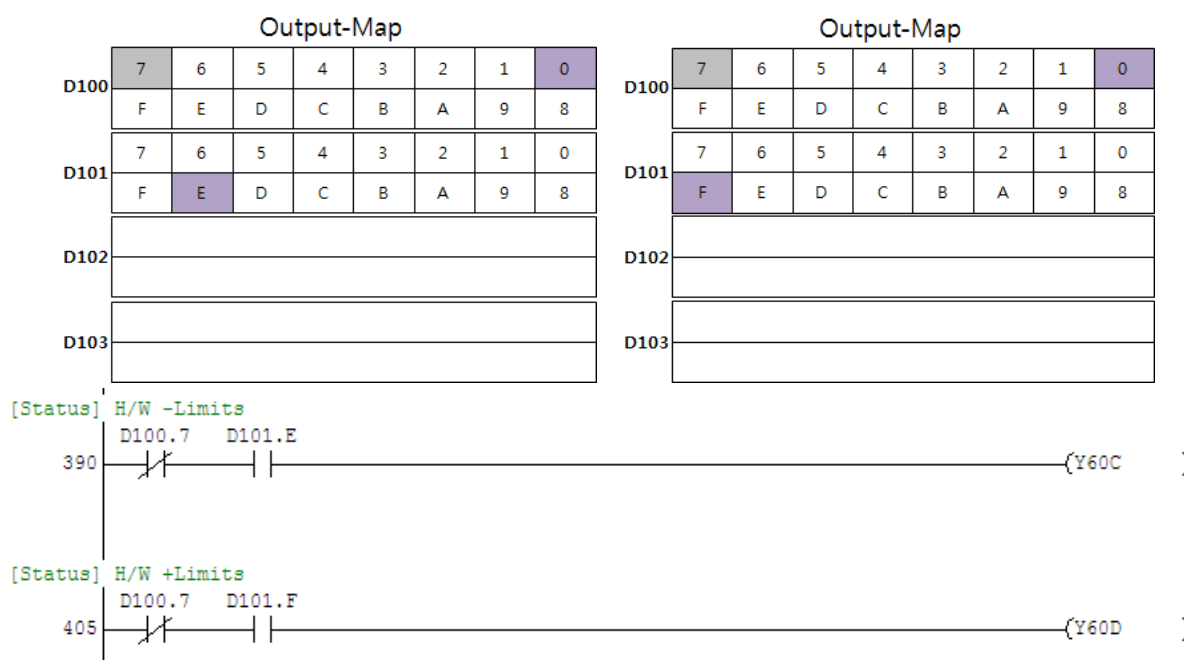 Output-Map Output-Map
D100 7 6 5 4 3 2 1 0 D100 7 6 5 4 3 2 1 0
F E D C B A 9 8 F E D C B A 9 8
D101 7 6 5 4 3 2 1 0 D101 7 6 5 4 3 2 1 0
F E D C B A 9 8 F E D C B A 9 8
D102 D102
D103 D103
[Status] H/W -Limits
D100.7 D101.E
390 (Y60C )
[Status] H/W +Limits
D100.7 D101.F
405 (Y60D )